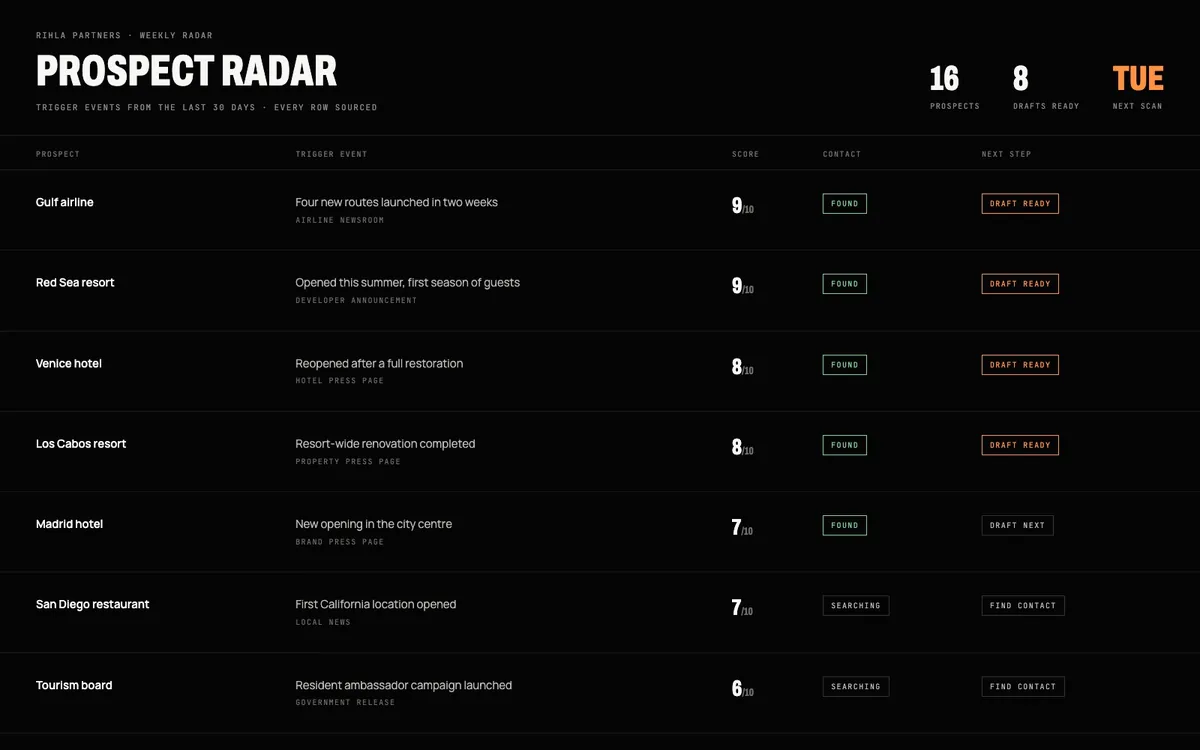 RIHLA PARTNERS · WEEKLY RADAR
PROSPECT RADAR
TRIGGER EVENTS FROM THE LAST 30 DAYS · EVERY ROW SOURCED
16
PROSPECTS
8
DRAFTS READY
TUE
NEXT SCAN
PROSPECT TRIGGER EVENT SCORE CONTACT NEXT STEP
Gulf airline Four new routes launched in two weeks 9/10 FOUND DRAFT READY
AIRLINE NEWSROOM
Red Sea resort Opened this summer, first season of guests 9/10 FOUND DRAFT READY
DEVELOPER ANNOUNCEMENT
Venice hotel Reopened after a full restoration 8/10 FOUND DRAFT READY
HOTEL PRESS PAGE
Los Cabos resort Resort-wide renovation completed 8/10 FOUND DRAFT READY
PROPERTY PRESS PAGE
Madrid hotel New opening in the city centre 7/10 FOUND DRAFT NEXT
BRAND PRESS PAGE
San Diego restaurant First California location opened 7/10 SEARCHING FIND CONTACT
LOCAL NEWS
Tourism board Resident ambassador campaign launched 6/10 SEARCHING FIND CONTACT
GOVERNMENT RELEASE